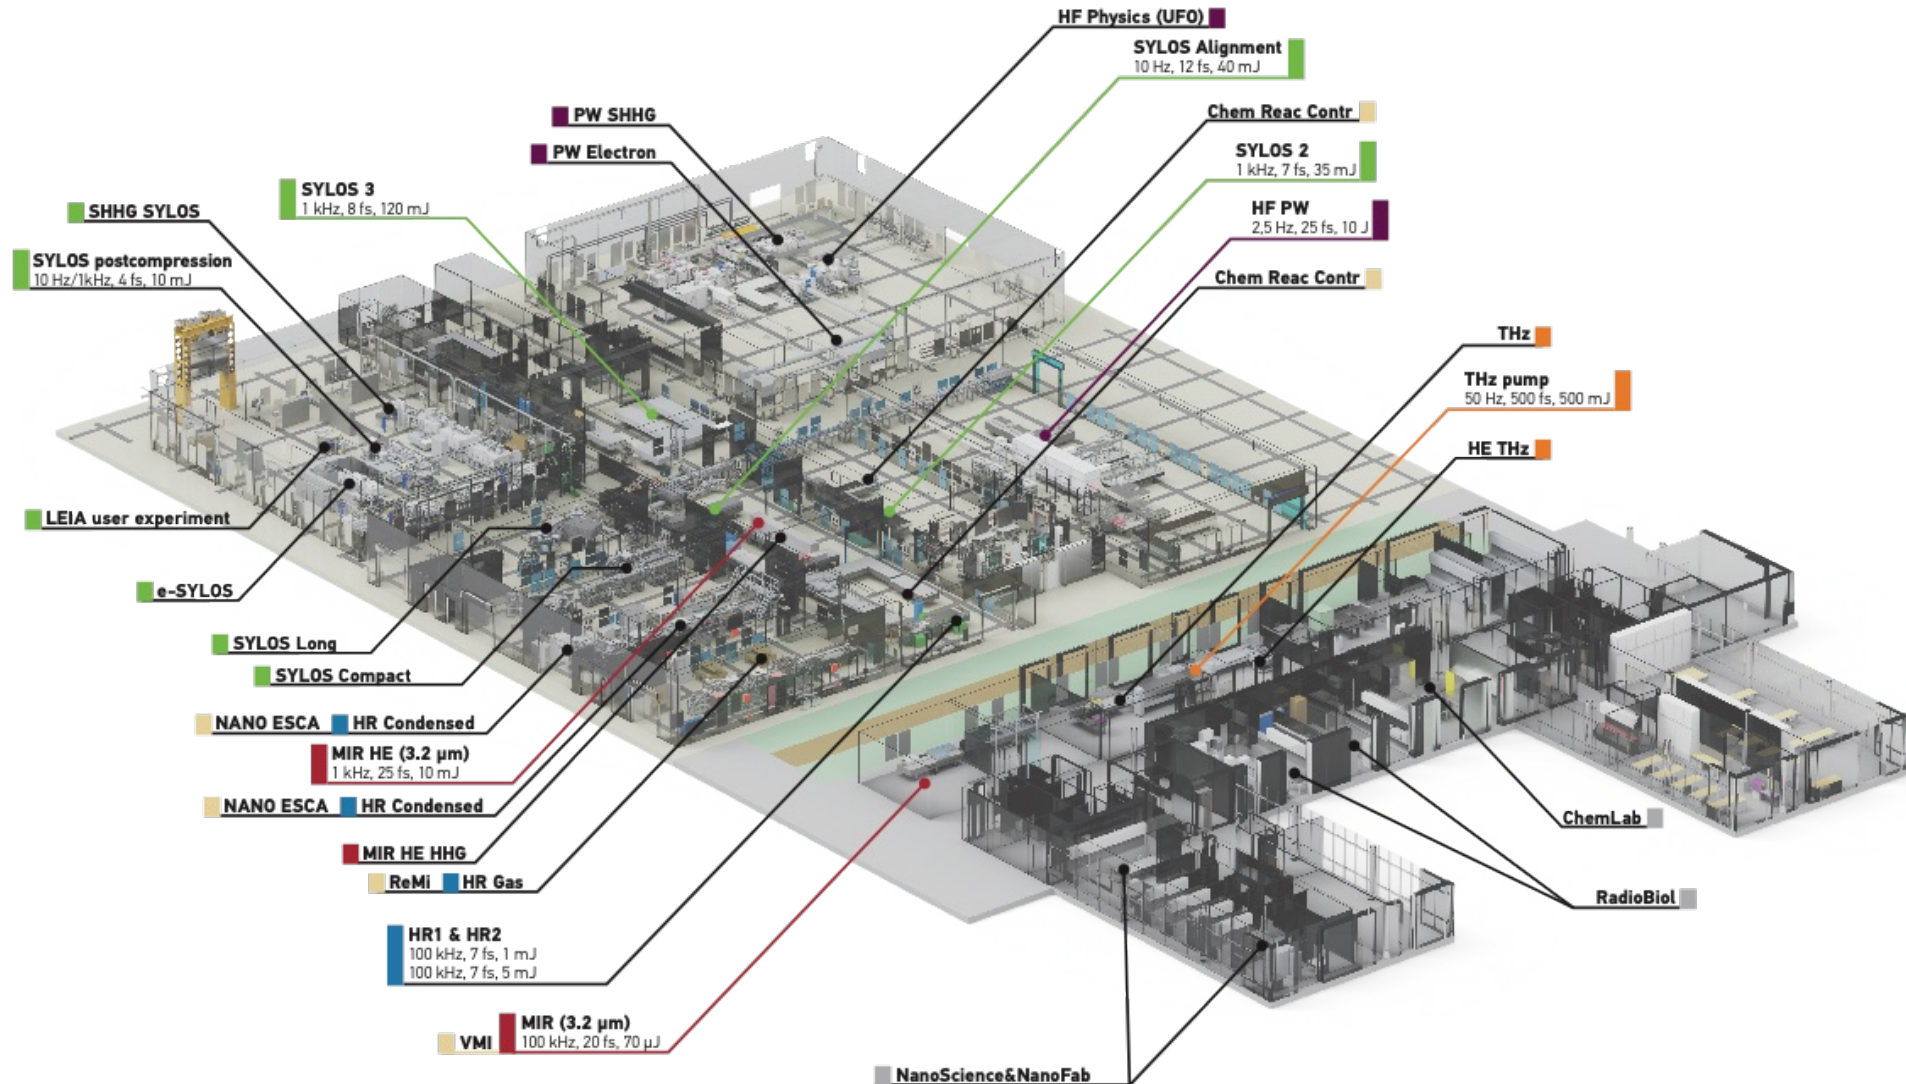 HF Physics (UFO)
SYLOS Alignment
10 Hz, 12 fs, 40 mJ
PW SHHG
Chem Reac Contr
PW Electron
SYLOS 2
1 kHz, 7 fs, 35 mJ
SYLOS 3
1 kHz, 8 fs, 120 mJ
SHHG SYLOS
HF PW
2,5 Hz, 25 fs, 10 J
SYLOS postcompression
10 Hz/1kHz, 4 fs, 10 mJ
Chem Reac Contr
THz
THz pump
50 Hz, 500 fs, 500 mJ
HE THz
LEIA user experiment
e-SYLOS
SYLOS Long
SYLOS Compact
NANO ESCA HR Condensed
MIR HE (3.2 µm)
1 kHz, 25 fs, 10 mJ
NANO ESCA HR Condensed
ChemLab
MIR HE HHG
ReMi HR Gas
RadioBiol
HR1 & HR2
100 kHz, 7 fs, 1 mJ
100 kHz, 7 fs, 5 mJ
VMI MIR (3.2 µm)
100 kHz, 20 fs, 70 µJ
NanoScience&NanoFab